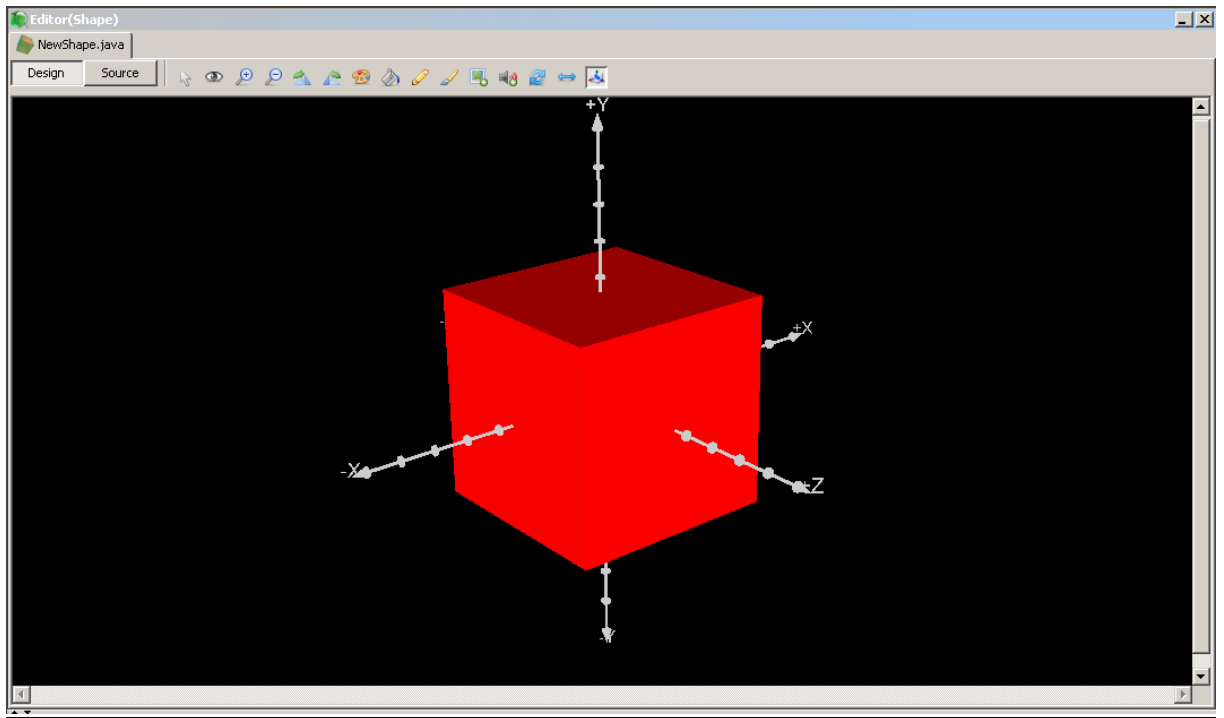 Editor(Shape)
NewShape.java
Design Source
+Y
+X
-X
+Z
-Y